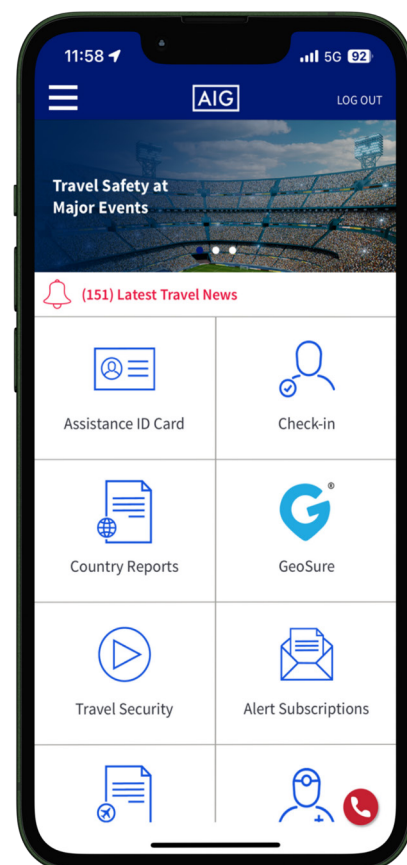 11:58
5G 92
AIG
LOG OUT
Travel Safety at
Major Events
(151) Latest Travel News
Assistance ID Card
Check-in
Country Reports
GeoSure
®
Travel Security
Alert Subscriptions